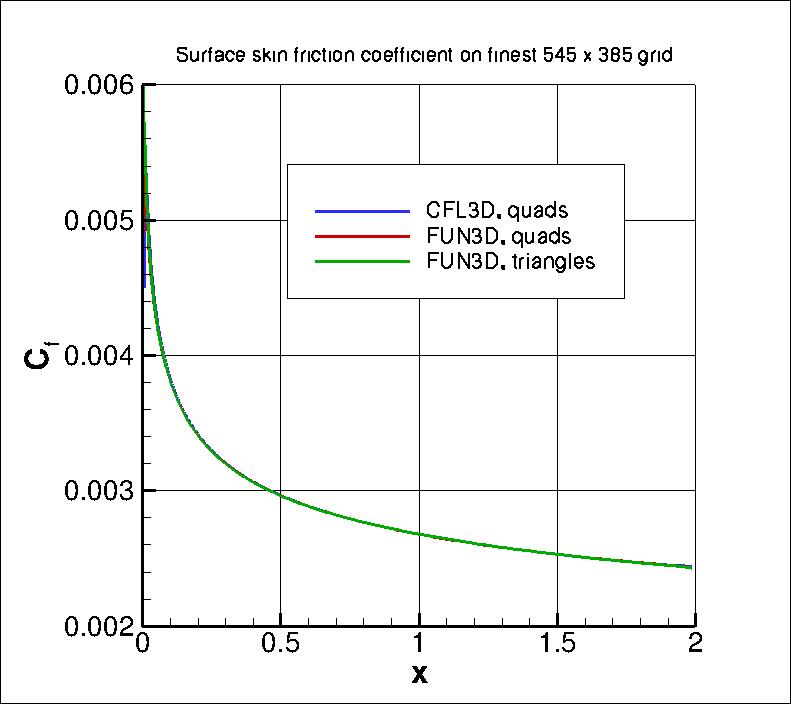 Surface skin friction coefficient on finest 545 x 385 grid
0.006
0.005
0.004
0.003
0.002
Cf
CFL3D, quads
FUN3D, quads
FUN3D, triangles
0 0.5 1 1.5 2
x